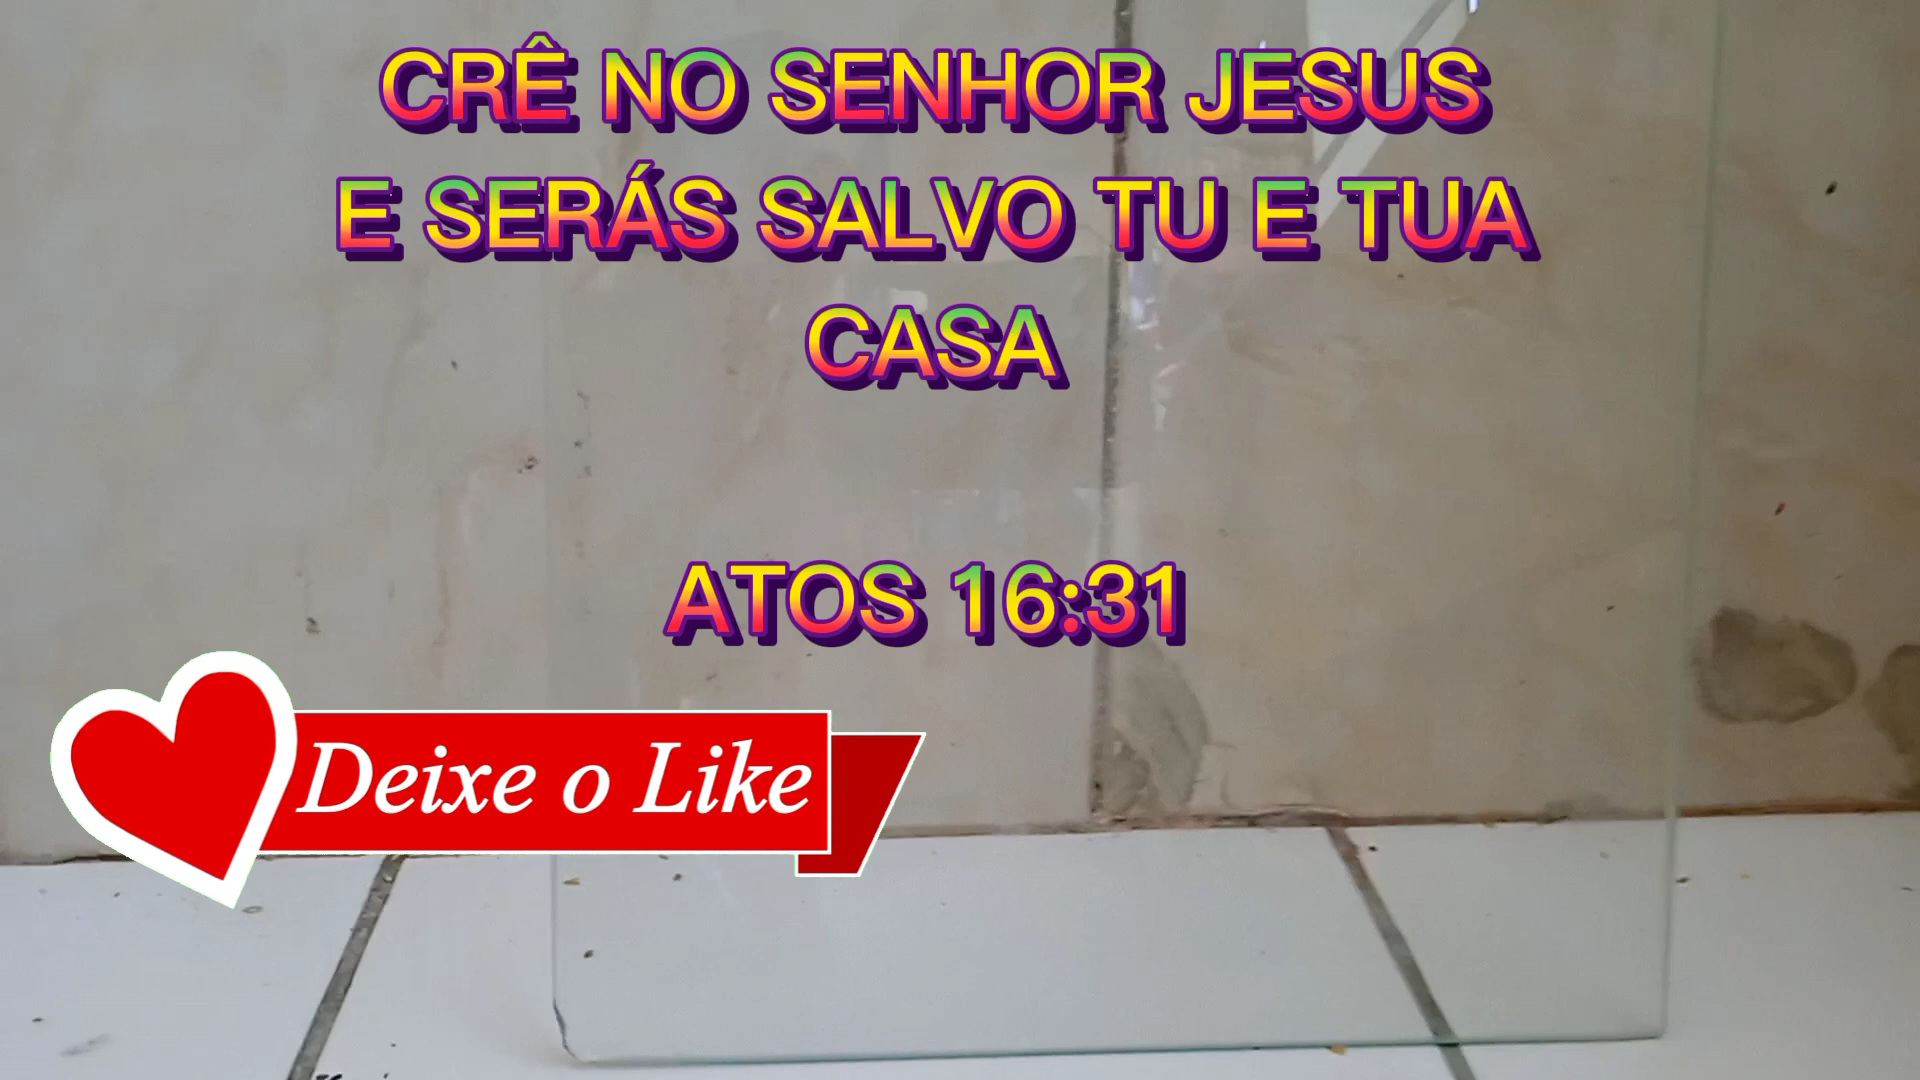 CRÊ NO SENHOR JESUS
E SERÁS SALVO TU E TUA
CASA
ATOS 16:31
Deixe o Like